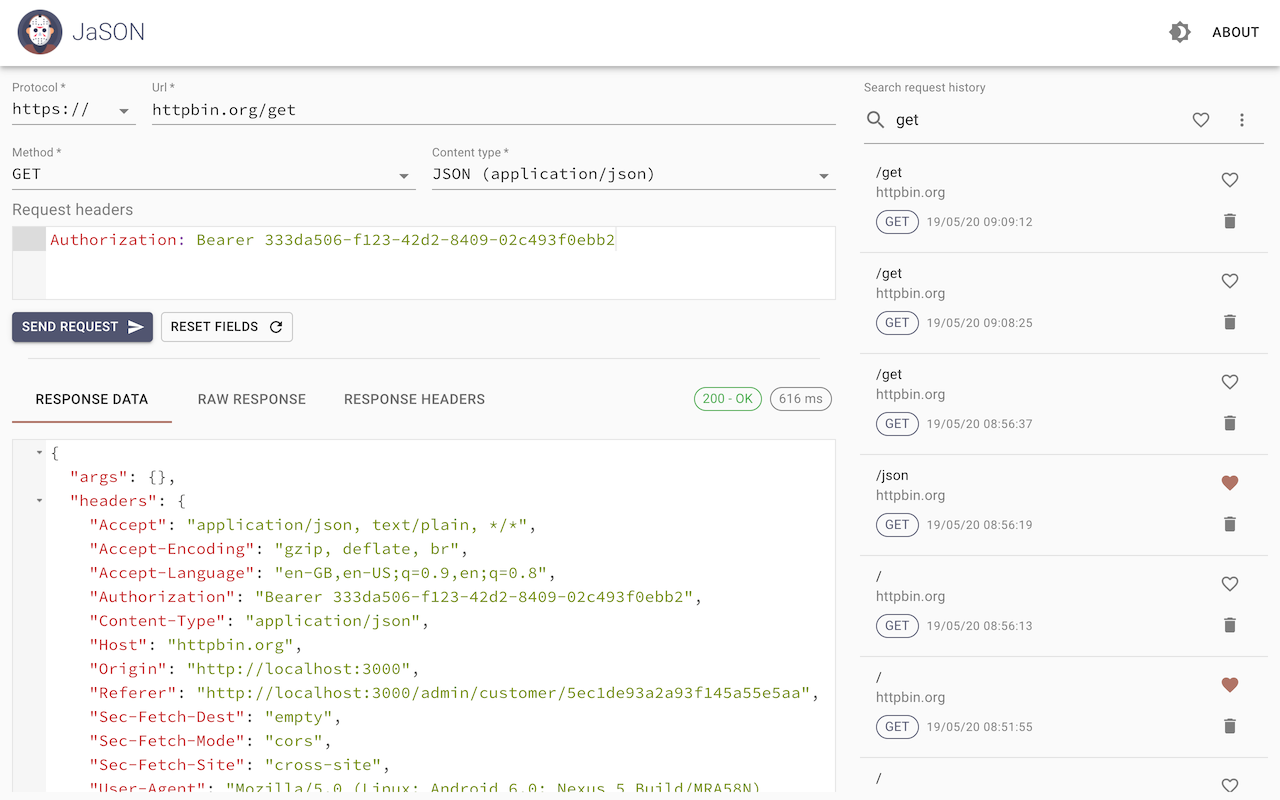 JaSON
ABOUT
Protocol *
https://
Url *
httpbin.org/get
Method *
GET
Content type *
JSON (application/json)
Request headers
Authorization: Bearer 333da506-f123-42d2-8409-02c493f0ebb2
SEND REQUEST
RESET FIELDS
RESPONSE DATA
RAW RESPONSE
RESPONSE HEADERS
200 - OK
616 ms
{
"args": {},
"headers": {
"Accept": "application/json, text/plain, */*",
"Accept-Encoding": "gzip, deflate, br",
"Accept-Language": "en-GB,en-US;q=0.9,en;q=0.8",
"Authorization": "Bearer 333da506-f123-42d2-8409-02c493f0ebb2",
"Content-Type": "application/json",
"Host": "httpbin.org",
"Origin": "http://localhost:3000",
"Referer": "http://localhost:3000/admin/customer/5ec1de93a2a93f145a55e5aa",
"Sec-Fetch-Dest": "empty",
"Sec-Fetch-Mode": "cors",
"Sec-Fetch-Site": "cross-site",
"User-Agent": "Mozilla/5.0 (Linux; Android 6.0; Nexus 5 Build/MRA58N)
Search request history
get
/get
httpbin.org
GET 19/05/20 09:09:12
/get
httpbin.org
GET 19/05/20 09:08:25
/get
httpbin.org
GET 19/05/20 08:56:37
/json
httpbin.org
GET 19/05/20 08:56:19
/
httpbin.org
GET 19/05/20 08:56:13
/
httpbin.org
GET 19/05/20 08:51:55
/